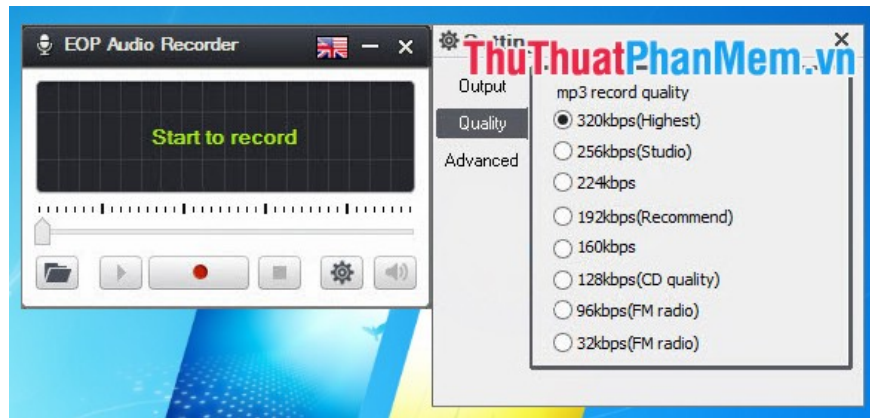 EOP Audio Recorder
Start to record
ThuThuatPhanMem.vn
Output
Quality
Advanced
mp3 record quality
320kbps(Highest)
256kbps(Studio)
224kbps
192kbps(Recommend)
160kbps
128kbps(CD quality)
96kbps(FM radio)
32kbps(FM radio)